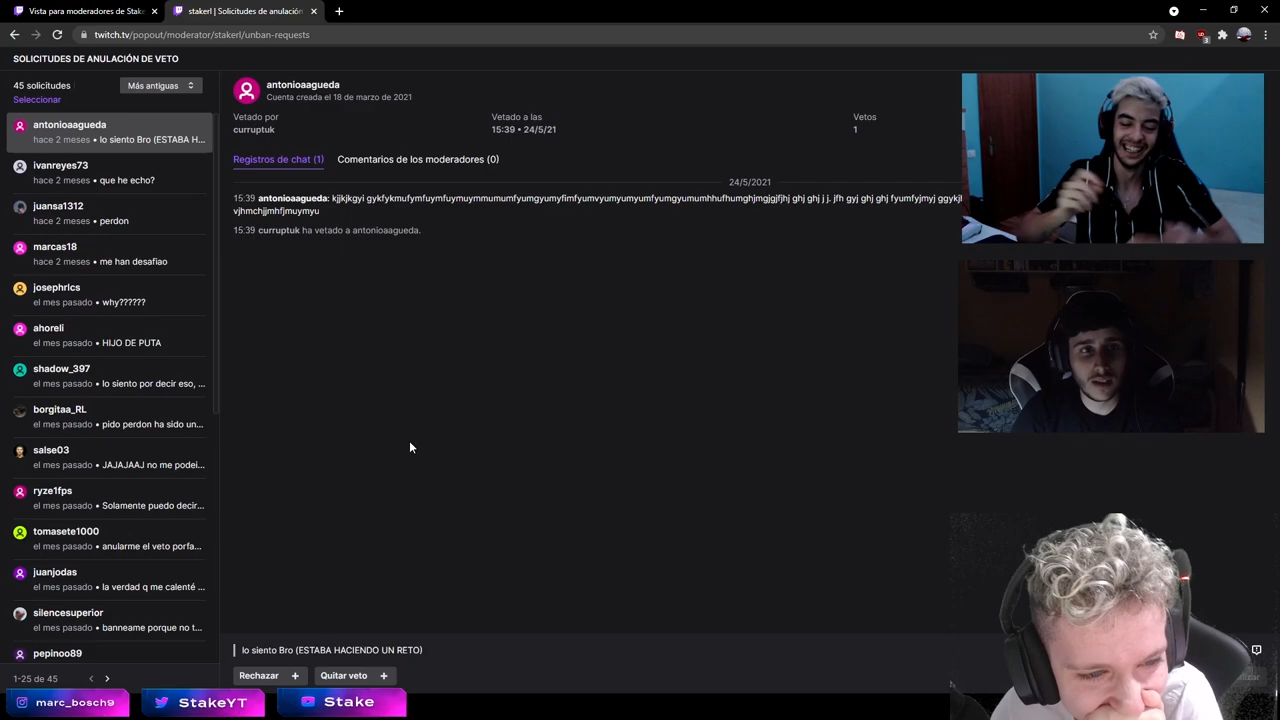 Vista para moderadores de Stake
stakerl | Solicitudes de anulación
twitch.tv/popout/moderator/stakerl/unban-requests
3
SOLICITUDES DE ANULACIÓN DE VETO
45 solicitudes
Más antiguas
Seleccionar
antonioaagueda
hace 2 meses • lo siento Bro (ESTABA H...
ivanreyes73
hace 2 meses • que he echo?
juansa1312
hace 2 meses • perdon
marcas18
hace 2 meses • me han desafiao
josephrlcs
el mes pasado • why??????
ahoreli
el mes pasado • HIJO DE PUTA
shadow_397
el mes pasado • lo siento por decir eso, ...
borgitaa_RL
el mes pasado • pido perdon ha sido un...
salse03
el mes pasado • JAJAJAAJ no me podei...
ryze1fps
el mes pasado • Solamente puedo decir...
tomasete1000
el mes pasado • anularme el veto porfa...
juanjodas
el mes pasado • la verdad q me calenté ...
silencesuperior
el mes pasado • banneame porque no t...
pepinoo89
1-25 de 45
antonioaagueda
Cuenta creada el 18 de marzo de 2021
Vetado por
curruptuk
Vetado a las
15:39 • 24/5/21
Vetos
1
Registros de chat (1)
Comentarios de los moderadores (0)
24/5/2021
15:39 antonioaagueda:
vjhmchjjmhfjmuymyu
15:39 curruptuk ha vetado a antonioaagueda.
lo siento Bro (ESTABA HACIENDO UN RETO)
Rechazar +
Quitar veto +
marc_bosch9
StakeYT
Stake